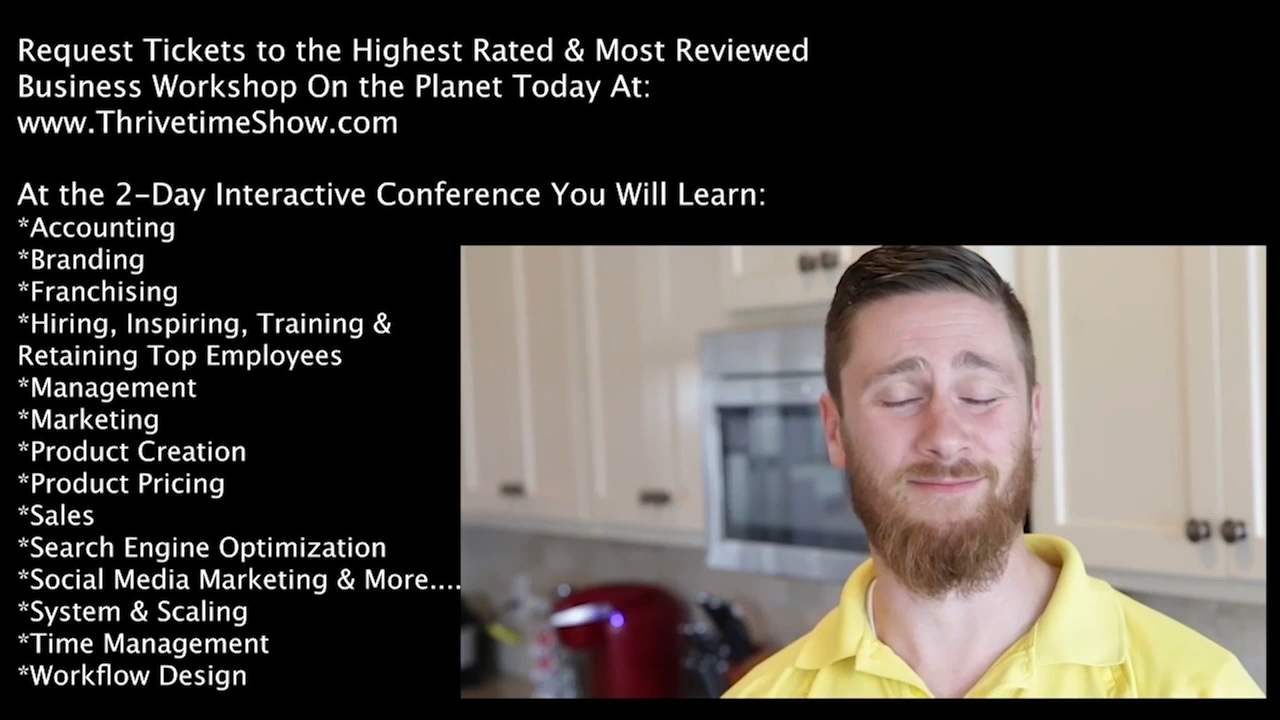 Request Tickets to the Highest Rated & Most Reviewed
Business Workshop On the Planet Today At:
www.ThrivetimeShow.com
At the 2-Day Interactive Conference You Will Learn:
*Accounting
*Branding
*Franchising
*Hiring, Inspiring, Training &
Retaining Top Employees
*Management
*Marketing
*Product Creation
*Product Pricing
*Sales
*Search Engine Optimization
*Social Media Marketing & More....
*System & Scaling
*Time Management
*Workflow Design